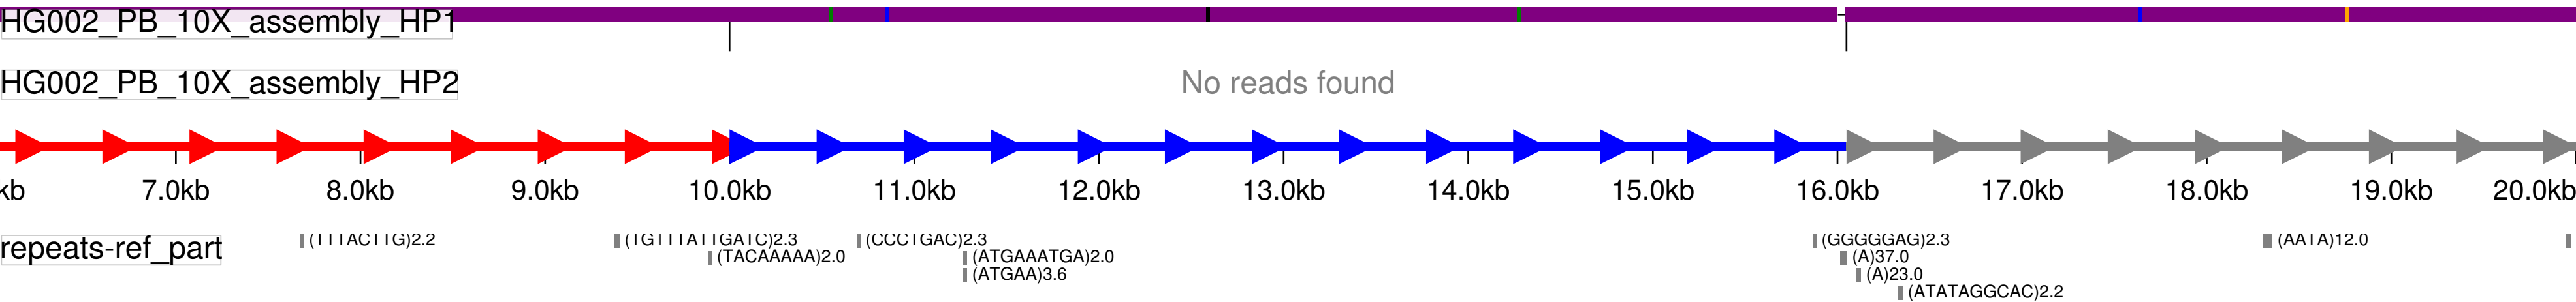 HG002_PB_10X_assembly_HP1
HG002_PB_10X_assembly_HP2 No reads found
kb 7.0kb 8.0kb 9.0kb 10.0kb 11.0kb 12.0kb 13.0kb 14.0kb 15.0kb 16.0kb 17.0kb 18.0kb 19.0kb 20.0kb
repeats-ref_part (TTTACTTG)2.2 (TGTTTATTGATC)2.3 (CCCTGAC)2.3 (GGGGGAG)2.3 (AATA)12.0
(TACAAAAA)2.0 (ATGAAATGA)2.0 (A)37.0
(ATGAA)3.6 (A)23.0
(ATATAGGCAC)2.2